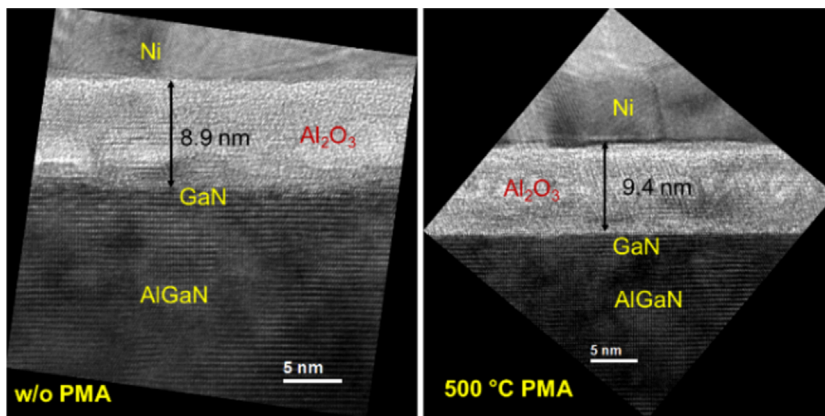 Ni
8.9 nm
Al₂O₃
GaN
AlGaN
5 nm
w/o PMA
Ni
Al₂O₃
9.4 nm
GaN
AlGaN
5 nm
500 °C PMA